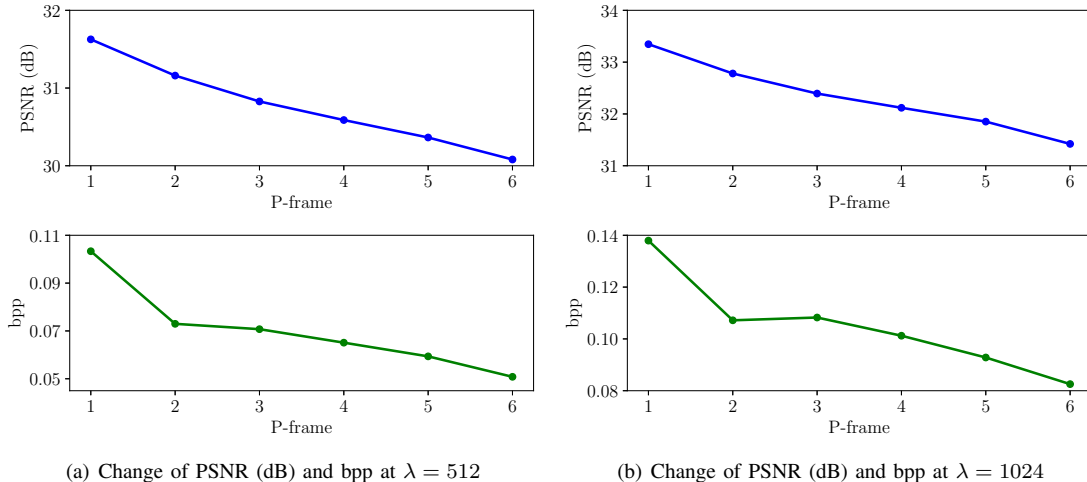 32
31
30
PSNR (dB)
1 2 3 4 5 6
P-frame
34
33
32
31
PSNR (dB)
1 2 3 4 5 6
P-frame
0.11
0.09
0.07
0.05
bpp
1 2 3 4 5 6
P-frame
0.14
0.12
0.10
0.08
bpp
1 2 3 4 5 6
P-frame
(a) Change of PSNR (dB) and bpp at λ = 512
(b) Change of PSNR (dB) and bpp at λ = 1024